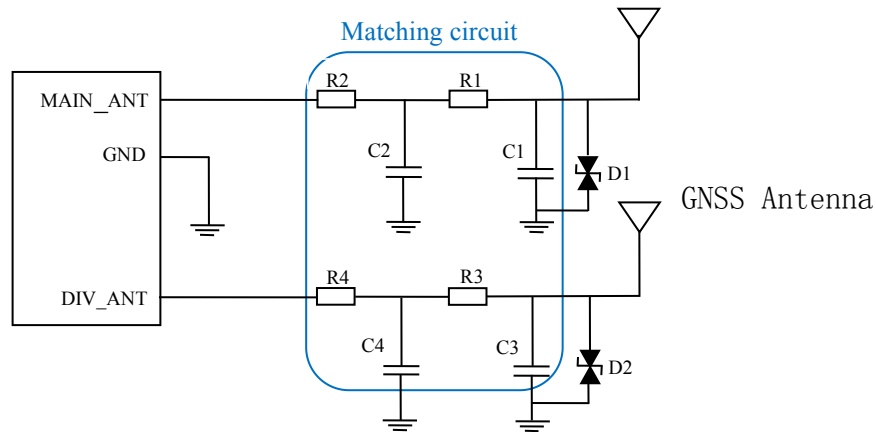 Matching circuit
MAIN_ANT
R2
R1
GND
C2
C1
D1
GNSS Antenna
DIV_ANT
R4
R3
C4
C3
D2